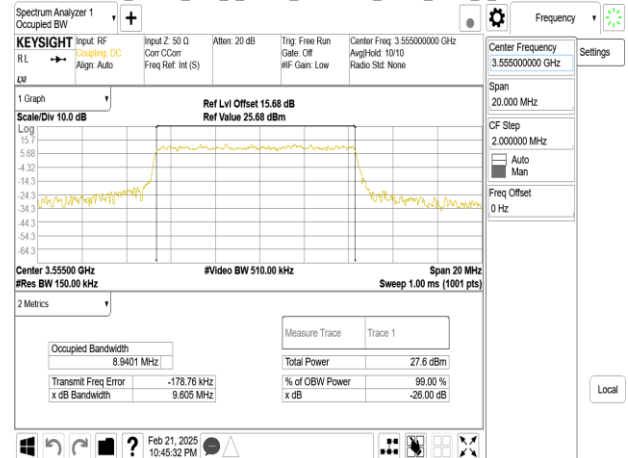 Spectrum Analyzer 1
Occupied BW
Frequency
KEYSIGHT
RL
LXI
Input: RF
Coupling: DC
Align: Auto
Input Z: 50 Ω
Corr CCorr
Freq Ref: Int (S)
Atten: 20 dB
Trig: Free Run
Gate: Off
#IF Gain: Low
Center Freq: 3.555000000 GHz
Avg|Hold: 10/10
Radio Std: None
Center Frequency
3.555000000 GHz
Settings
Span
20.000 MHz
CF Step
2.000000 MHz
Auto
Man
Freq Offset
0 Hz
1 Graph
Scale/Div 10.0 dB
Ref Lvl Offset 15.68 dB
Ref Value 25.68 dBm
Log
15.7
5.68
-4.32
-14.3
-24.3
-34.3
-44.3
-54.3
-64.3
Center 3.55500 GHz
#Res BW 150.00 kHz
#Video BW 510.00 kHz
Span 20 MHz
Sweep 1.00 ms (1001 pts)
2 Metrics
Measure Trace Trace 1
Occupied Bandwidth
8.9401 MHz
Total Power 27.6 dBm
Transmit Freq Error -178.76 kHz
% of OBW Power 99.00 %
x dB Bandwidth 9.605 MHz
x dB -26.00 dB
Local
?
Feb 21, 2025
10:45:32 PM